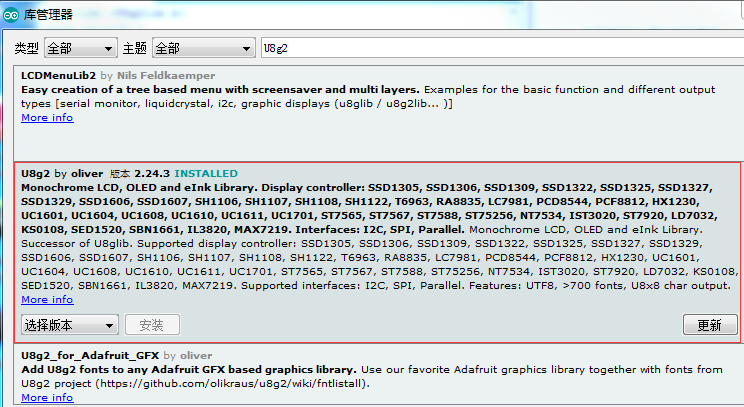 库管理器
类型 全部 主题 全部 U8g2
LCDMenuLib2 by Nils Feldkaemper
Easy creation of a tree based menu with screensaver and multi layers. Examples for the basic function and different output
types [serial monitor, liquidcrystal, i2c, graphic displays (u8glib / u8g2lib... )]
More info
U8g2 by oliver 版本 2.24.3 INSTALLED
Monochrome LCD, OLED and eInk Library. Display controller: SSD1305, SSD1306, SSD1309, SSD1322, SSD1325, SSD1327,
SSD1329, SSD1606, SSD1607, SH1106, SH1107, SH1108, SH1122, T6963, RA8835, LC7981, PCD8544, PCF8812, HX1230,
UC1601, UC1604, UC1608, UC1610, UC1611, UC1701, ST7565, ST7567, ST7588, ST75256, NT7534, IST3020, ST7920, LD7032,
KS0108, SED1520, SBN1661, IL3820, MAX7219. Interfaces: I2C, SPI, Parallel. Monochrome LCD, OLED and eInk Library.
Successor of U8glib. Supported display controller: SSD1305, SSD1306, SSD1309, SSD1322, SSD1325, SSD1327, SSD1329,
SSD1606, SSD1607, SH1106, SH1107, SH1108, SH1122, T6963, RA8835, LC7981, PCD8544, PCF8812, HX1230, UC1601,
UC1604, UC1608, UC1610, UC1611, UC1701, ST7565, ST7567, ST7588, ST75256, NT7534, IST3020, ST7920, LD7032, KS0108,
SED1520, SBN1661, IL3820, MAX7219. Supported interfaces: I2C, SPI, Parallel. Features: UTF8, >700 fonts, U8x8 char output.
More info
选择版本 安装 更新
U8g2_for_Adafruit_GFX by oliver
Add U8g2 fonts to any Adafruit GFX based graphics library. Use our favorite Adafruit graphics library together with fonts from
U8g2 project (https://github.com/olikraus/u8g2/wiki/fntlistall).
More info